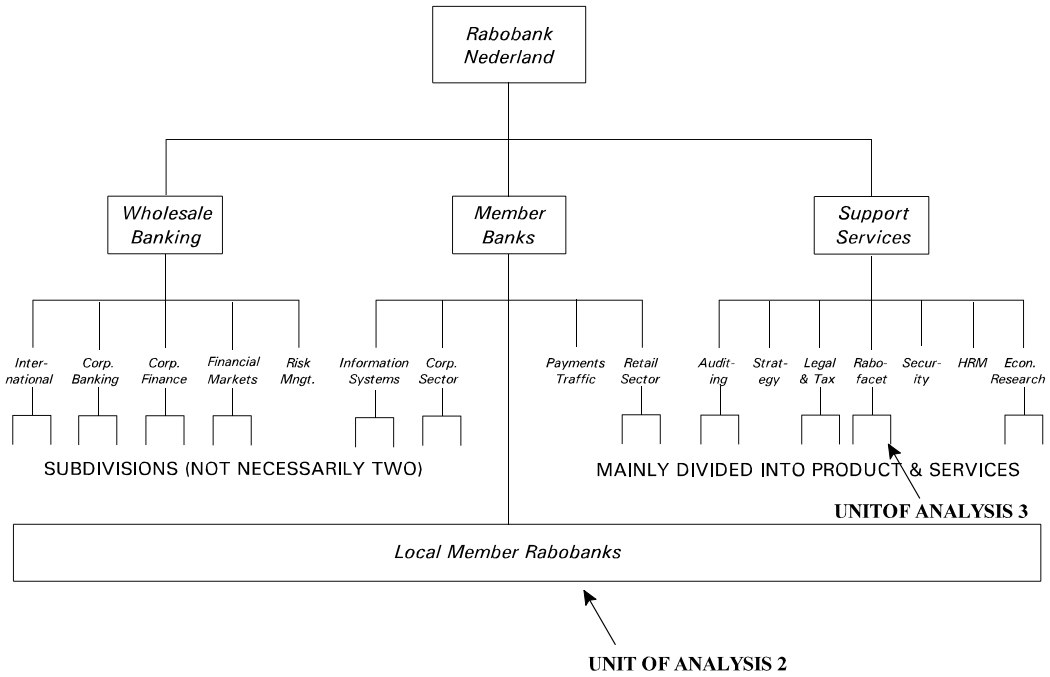 Rabobank
Nederland
Wholesale
Banking
Member
Banks
Support
Services
Inter-
national
Corp.
Banking
Corp.
Finance
Financial
Markets
Risk
Mngt.
Information
Systems
Corp.
Sector
Payments
Traffic
Retail
Sector
Audit-
ing
Strat-
egy
Legal
& Tax
Rabo-
facet
Secur-
ity
HRM
Econ.
Research
SUBDIVISIONS (NOT NECESSARILY TWO)
MAINLY DIVIDED INTO PRODUCT & SERVICES
UNITOF ANALYSIS 3
Local Member Rabobanks
UNIT OF ANALYSIS 2